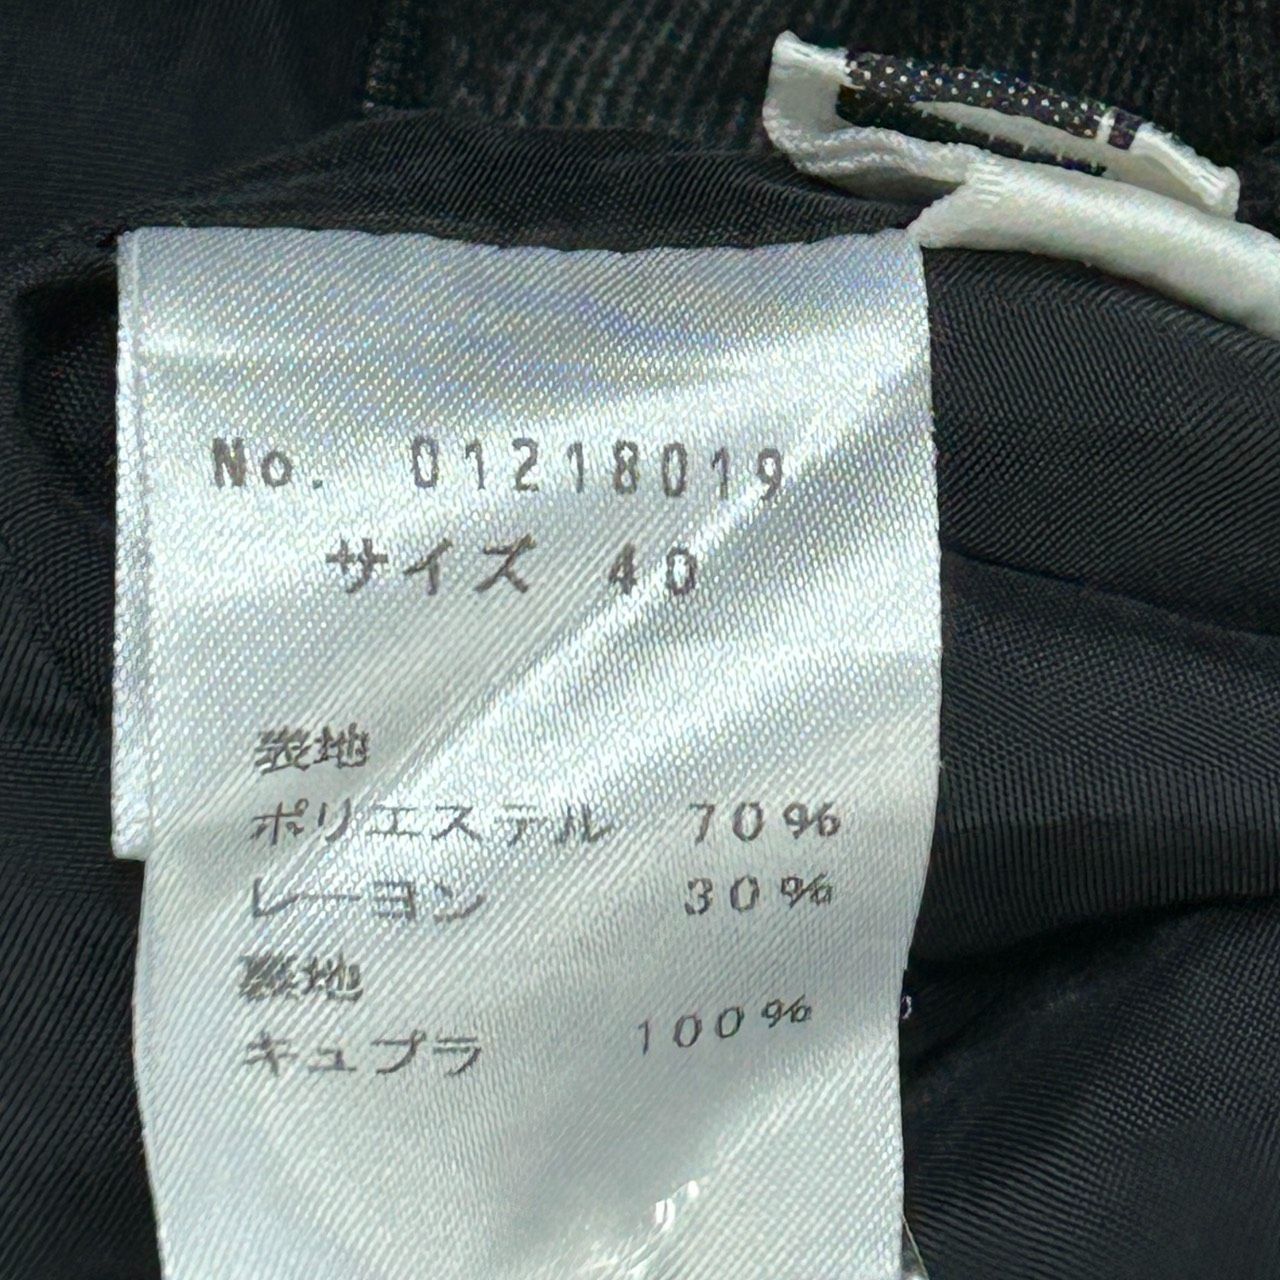 No. 01218019
サイズ 40
表地
ポリエステル 70%
レーヨン 30%
裏地
キュプラ 100%